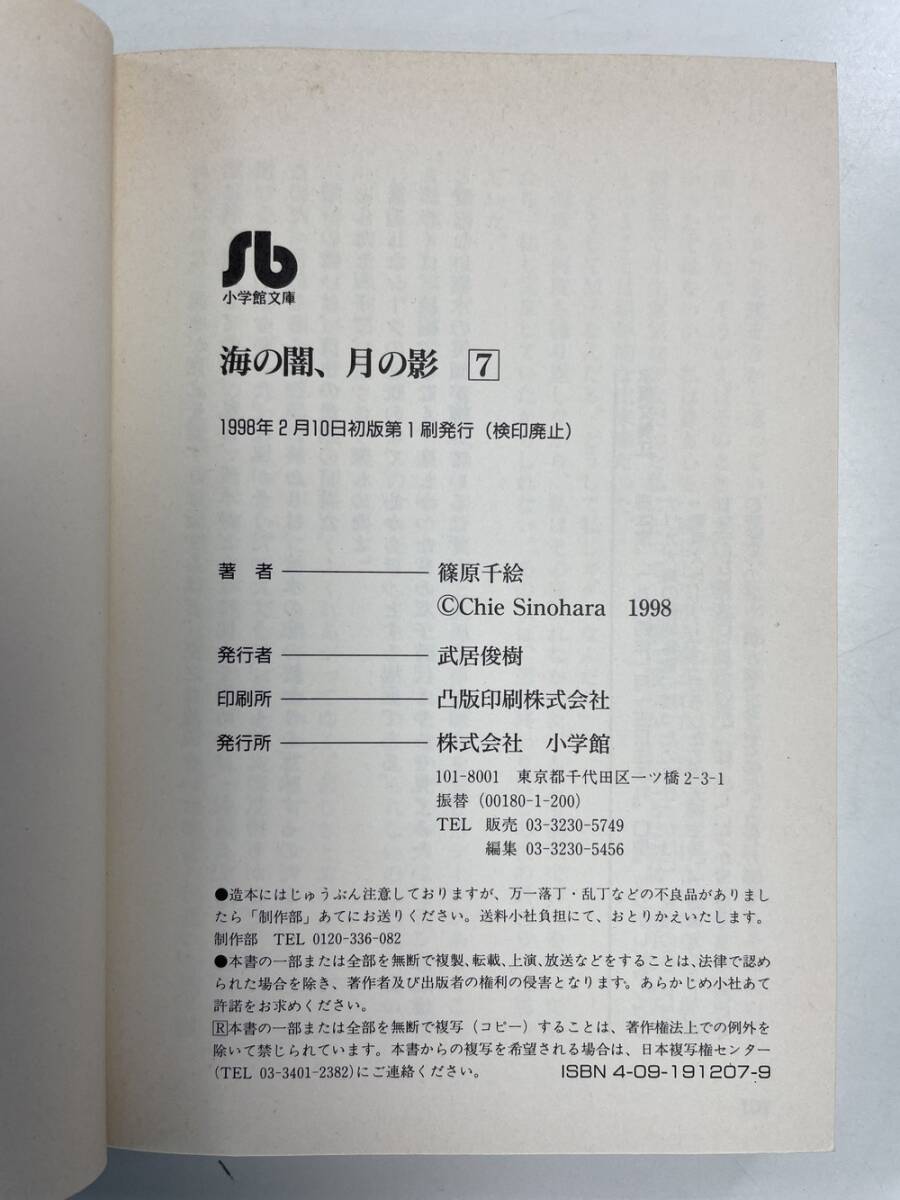 Sb
小学館文庫
海の闇、月の影 7
1998年2月10日初版第1刷発行(検印廃止)
著 者 ―――― 篠原千絵
©Chie Sinohara 1998
発行者 ―――― 武居俊樹
印刷所 ―――― 凸版印刷株式会社
発行所 ―――― 株式会社 小学館
101-8001 東京都千代田区一ツ橋2-3-1
振替(00180-1-200)
TEL 販売 03-3230-5749
編集 03-3230-5456
●造本にはじゅうぶん注意しておりますが、万一落丁・乱丁などの不良品がありまし
たら「制作部」あてにお送りください。送料小社負担にて、おとりかえいたします。
制作部 TEL 0120-336-082
●本書の一部または全部を無断で複製、転載、上演、放送などをすることは、法律で認め
られた場合を除き、著作者及び出版者の権利の侵害となります。あらかじめ小社あて
許諾をお求めください。
Ⓡ本書の一部または全部を無断で複写(コピー)することは、著作権法上での例外を
除いて禁じられています。本書からの複写を希望される場合は、日本複写権センター
(TEL 03-3401-2382)にご連絡ください。 ISBN 4-09-191207-9